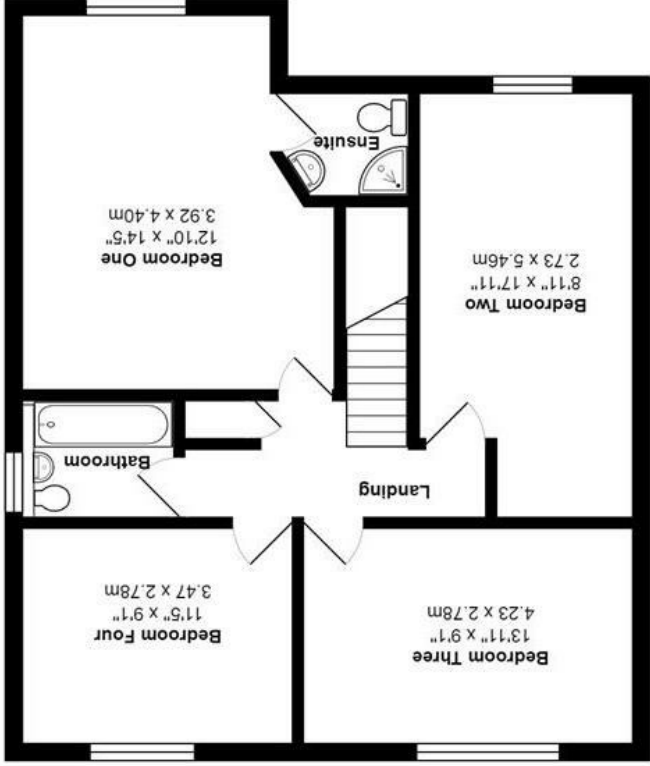 Bedroom Three
13'11" x 9'1"
4.23 x 2.78m
Bedroom Four
11'5" x 9'1"
3.47 x 2.78m
Landing
Bathroom
Bedroom Two
8'11" x 17'11"
2.73 x 5.46m
Bedroom One
12'10" x 14'5"
3.92 x 4.40m
Ensuite